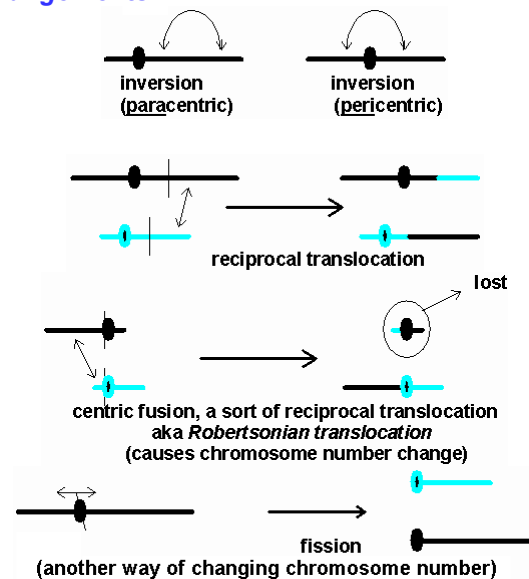 inversion inversion
(paracentric) (pericentric)
reciprocal translocation
lost
centric fusion, a sort of reciprocal translocation
aka Robertsonian translocation
(causes chromosome number change)
fission
(another way of changing chromosome number)